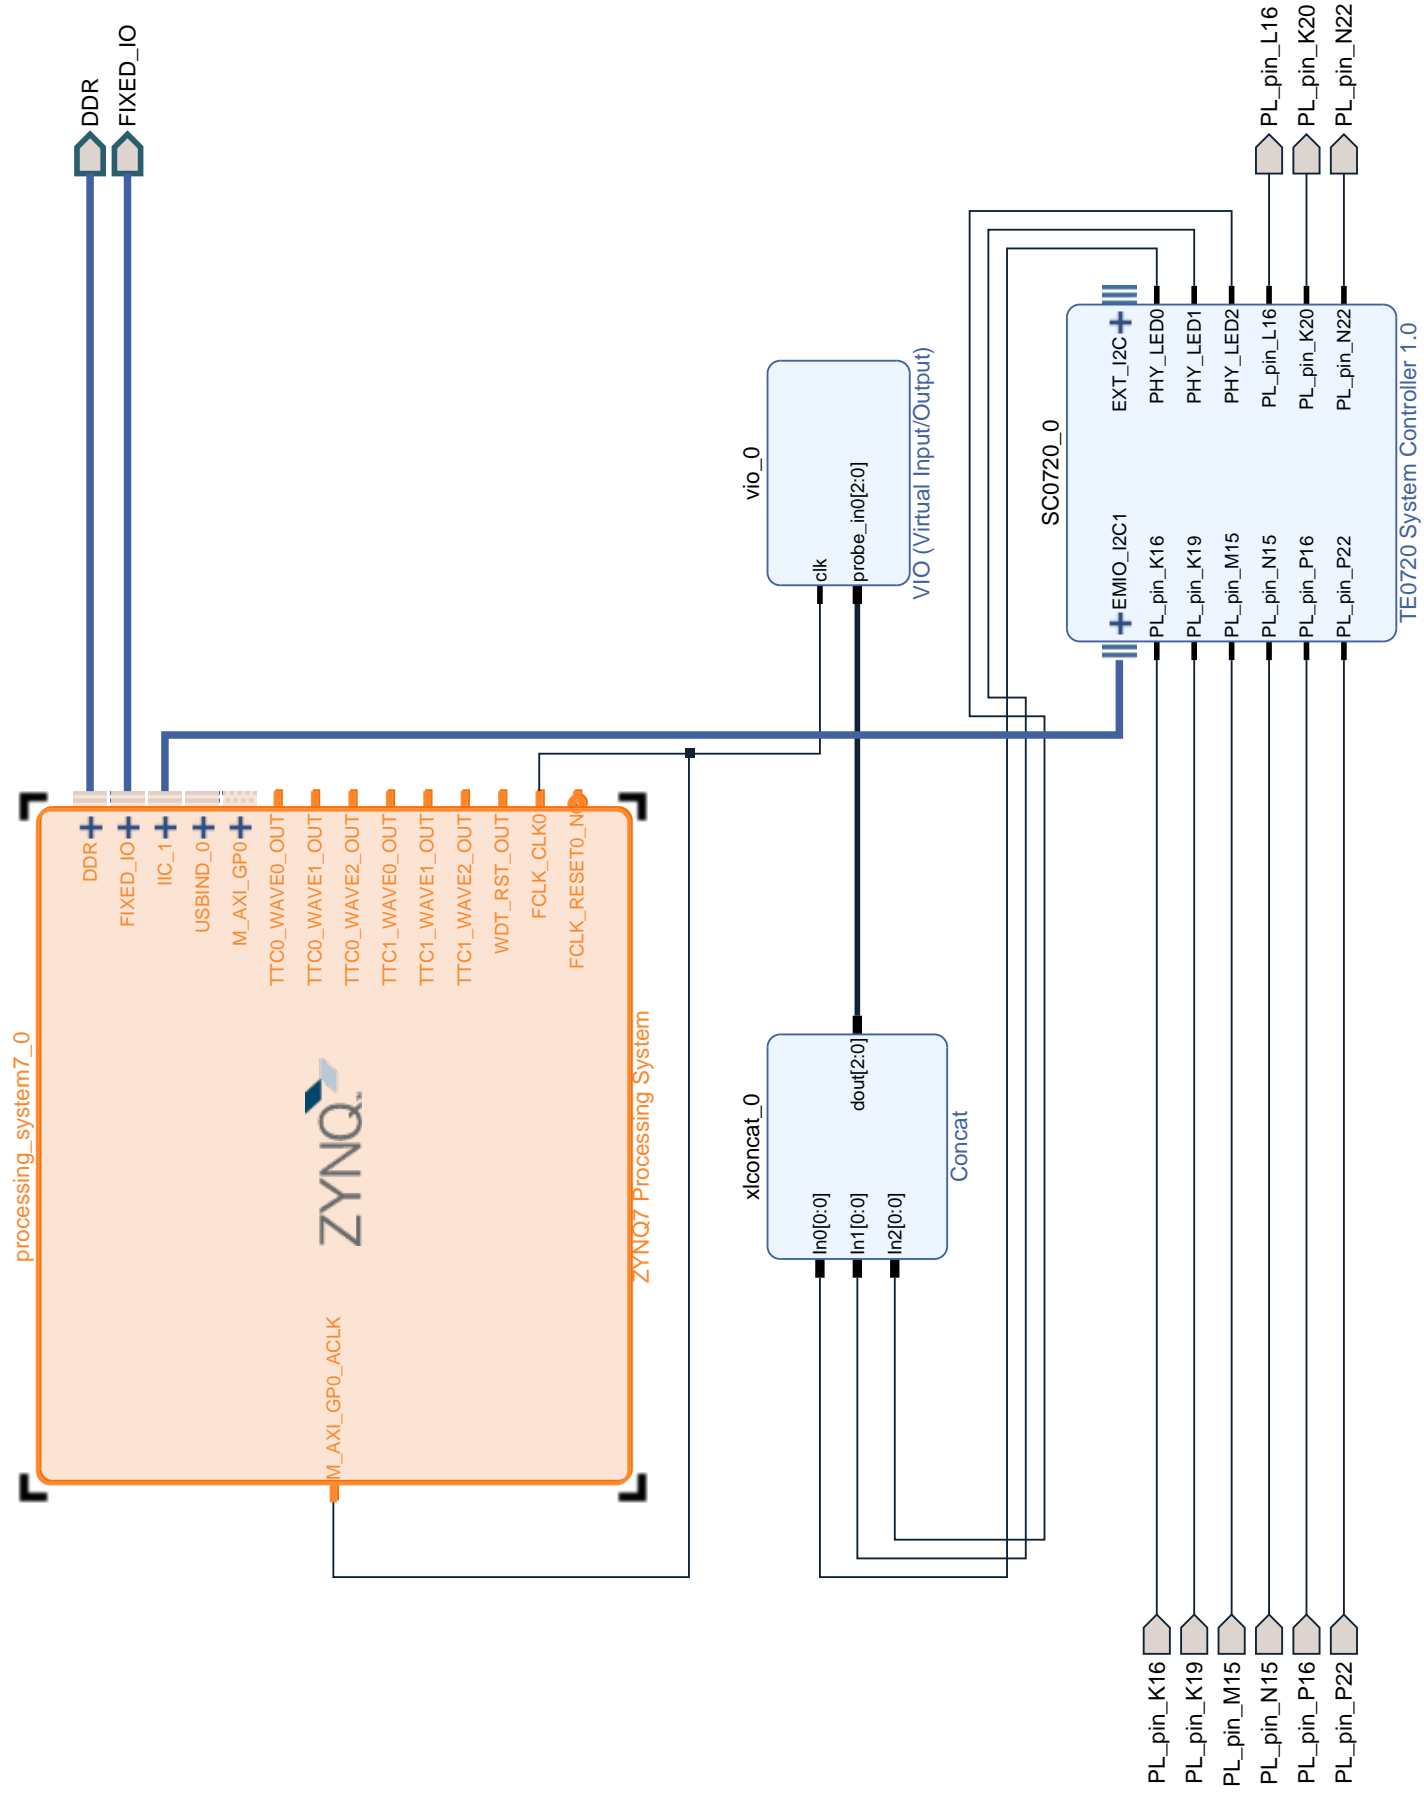 processing_system7_0
DDR
FIXED_IO
IIC_1
USBIND_0
M_AXI_GP0
TTC0_WAVE0_OUT
TTC0_WAVE1_OUT
TTC0_WAVE2_OUT
TTC1_WAVE0_OUT
TTC1_WAVE1_OUT
TTC1_WAVE2_OUT
WDT_RST_OUT
FCLK_CLK0
FCLK_RESET0_N
M_AXI_GP0_ACLK
ZYNQ.
ZYNQ7 Processing System
DDR
FIXED_IO
vio_0
clk
probe_in0[2:0]
VIO (Virtual Input/Output)
xlconcat_0
In0[0:0]
In1[0:0]
In2[0:0]
dout[2:0]
Concat
SC0720_0
EMIO_I2C1
PL_pin_K16
PL_pin_K19
PL_pin_M15
PL_pin_N15
PL_pin_P16
PL_pin_P22
EXT_I2C
PHY_LED0
PHY_LED1
PHY_LED2
PL_pin_L16
PL_pin_K20
PL_pin_N22
TE0720 System Controller 1.0
PL_pin_L16
PL_pin_K20
PL_pin_N22
PL_pin_K16
PL_pin_K19
PL_pin_M15
PL_pin_N15
PL_pin_P16
PL_pin_P22